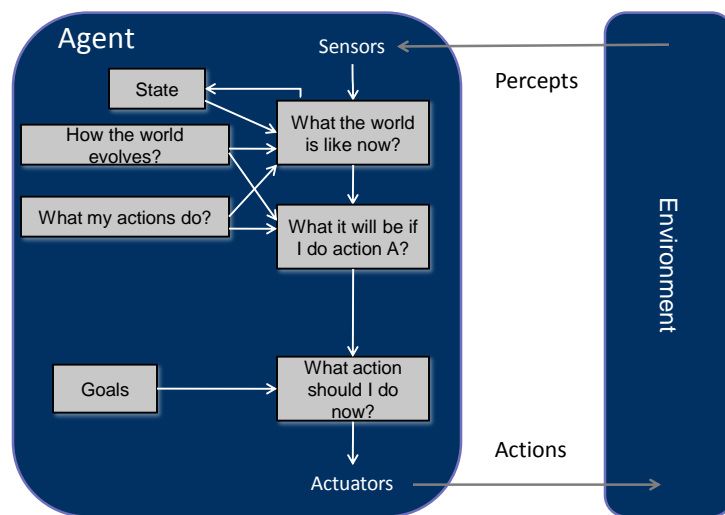 Agent
Sensors
Percepts
State
What the world
is like now?
How the world
evolves?
What my actions do?
What it will be if
I do action A?
Environment
Goals
What action
should I do
now?
Actions
Actuators